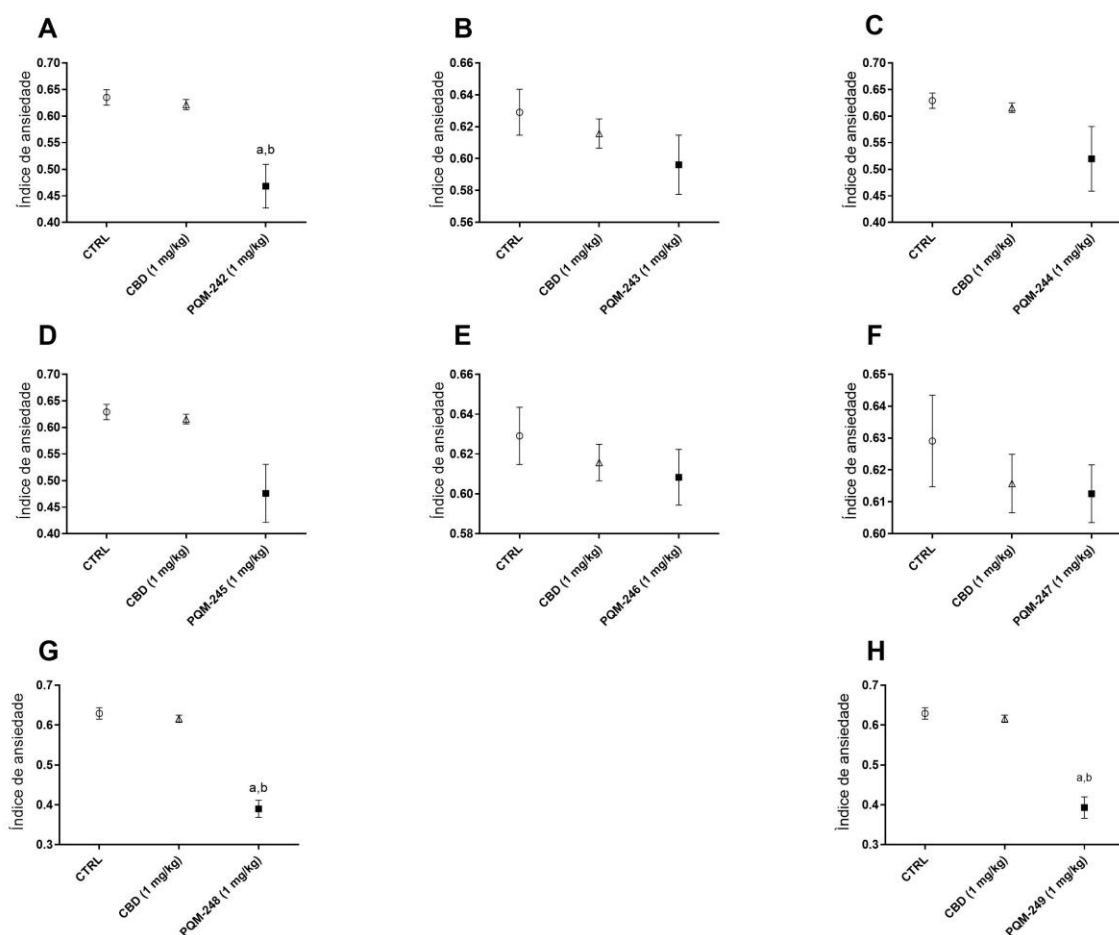 A
Índice de ansiedade
0.70
0.65
0.60
0.55
0.50
0.45
0.40
a,b
CTRL
CBD (1 mg/kg)
PQM-242 (1 mg/kg)
B
Índice de ansiedade
0.66
0.64
0.62
0.60
0.58
0.56
CTRL
CBD (1 mg/kg)
PQM-243 (1 mg/kg)
C
Índice de ansiedade
0.70
0.65
0.60
0.55
0.50
0.45
0.40
CTRL
CBD (1 mg/kg)
PQM-244 (1 mg/kg)
D
Índice de ansiedade
0.70
0.65
0.60
0.55
0.50
0.45
0.40
CTRL
CBD (1 mg/kg)
PQM-245 (1 mg/kg)
E
Índice de ansiedade
0.66
0.64
0.62
0.60
0.58
CTRL
CBD (1 mg/kg)
PQM-246 (1 mg/kg)
F
Índice de ansiedade
0.65
0.64
0.63
0.62
0.61
0.60
CTRL
CBD (1 mg/kg)
PQM-247 (1 mg/kg)
G
Índice de ansiedade
0.7
0.6
0.5
0.4
0.3
a,b
CTRL
CBD (1 mg/kg)
PQM-248 (1 mg/kg)
H
Índice de ansiedade
0.7
0.6
0.5
0.4
0.3
a,b
CTRL
CBD (1 mg/kg)
PQM-249 (1 mg/kg)